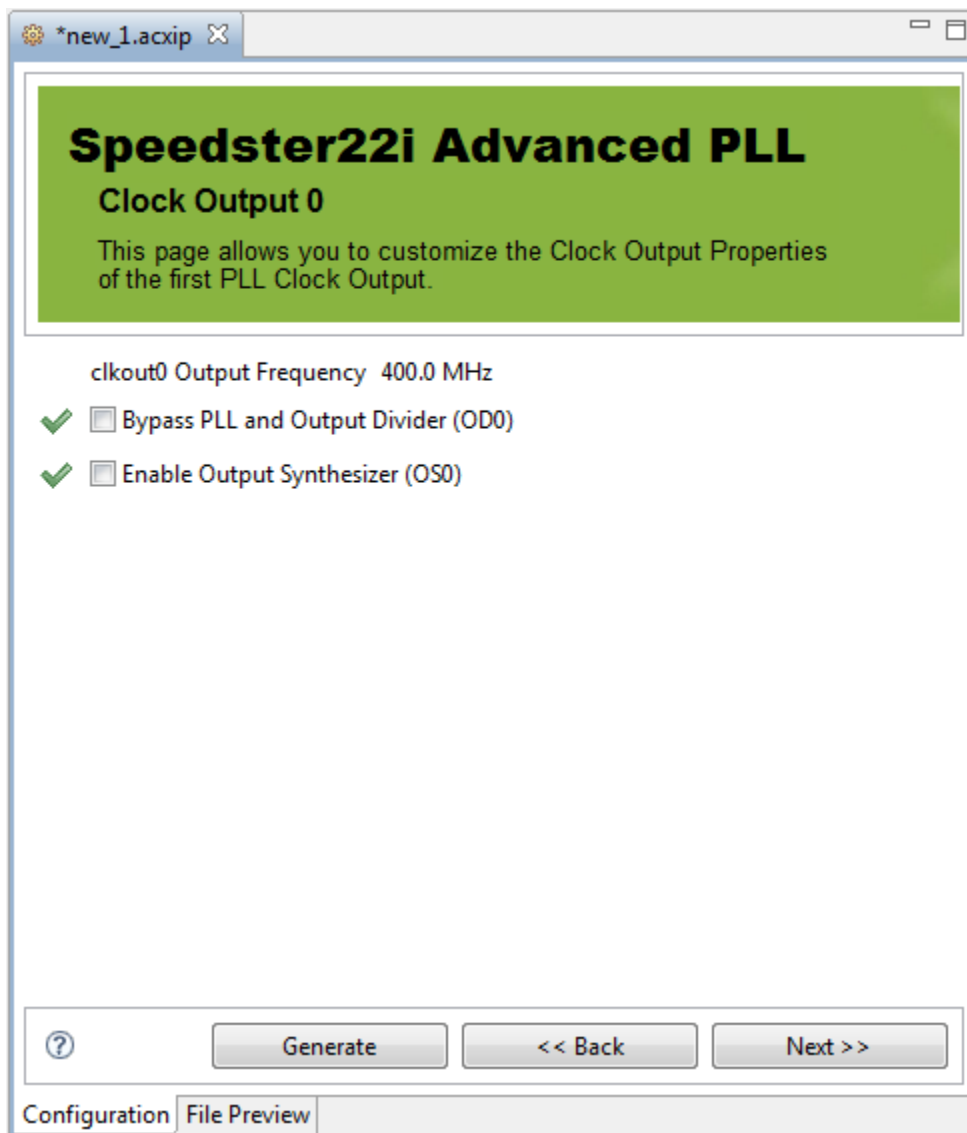 *new_1.acxip
Speedster22i Advanced PLL
Clock Output 0
This page allows you to customize the Clock Output Properties
of the first PLL Clock Output.
clkout0 Output Frequency 400.0 MHz
Bypass PLL and Output Divider (OD0)
Enable Output Synthesizer (OS0)
?
Generate
<< Back
Next >>
Configuration
File Preview